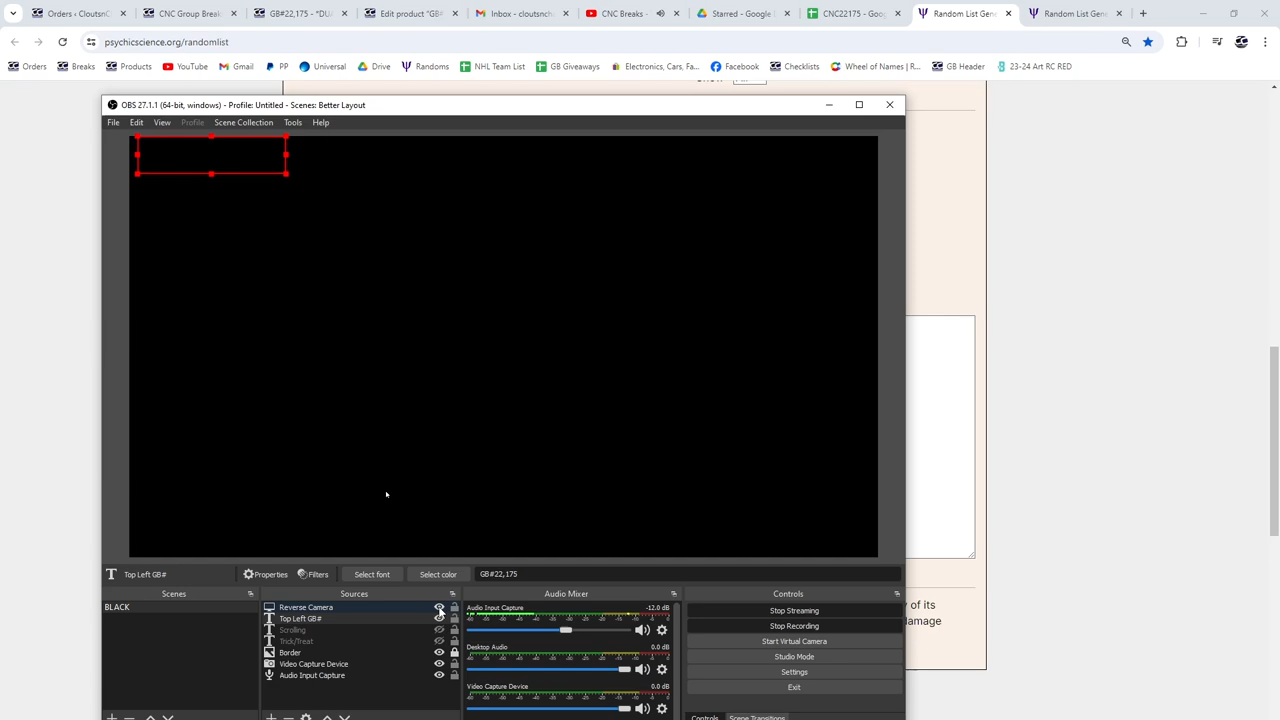 Orders ‹ CloutsnC
CNC Group Break
GB#22,175 - *DU
Edit product "GB
Inbox - cloutsnch
CNC Breaks -
Starred - Google D
CNC22175 - Goog
Random List Gene
Random List Gene
psychicscience.org/randomlist
Orders
Breaks
Products
YouTube
Gmail
PP
Universal
Drive
Randoms
NHL Team List
GB Giveaways
Electronics, Cars, Fa...
Facebook
Checklists
Wheel of Names | R...
GB Header
23-24 Art RC RED
OBS 27.1.1 (64-bit, windows) - Profile: Untitled - Scenes: Better Layout
File Edit View Profile Scene Collection Tools Help
Top Left GB#
Properties
Filters
Select font
Select color
GB#22,175
Scenes
Sources
Audio Mixer
Controls
BLACK
Reverse Camera
Top Left GB#
Scrolling
Trick/Treat
Border
Video Capture Device
Audio Input Capture
Audio Input Capture
-12.0 dB
Desktop Audio
0.0 dB
Video Capture Device
0.0 dB
Stop Streaming
Stop Recording
Start Virtual Camera
Studio Mode
Settings
Exit
Controls
Scene Transitions
y of its
damage